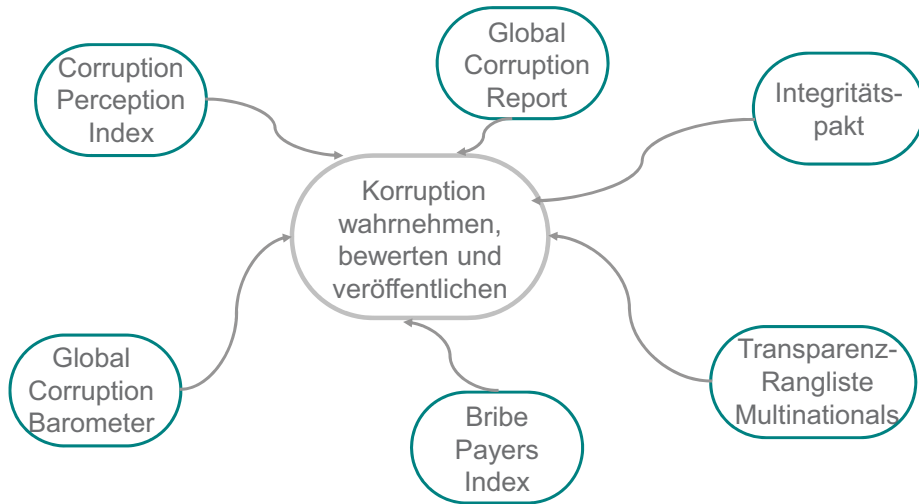 Corruption
Perception
Index
Global
Corruption
Report
Integritäts-
pakt
Korruption
wahrnehmen,
bewerten und
veröffentlichen
Global
Corruption
Barometer
Bribe
Payers
Index
Transparenz-
Rangliste
Multinationals